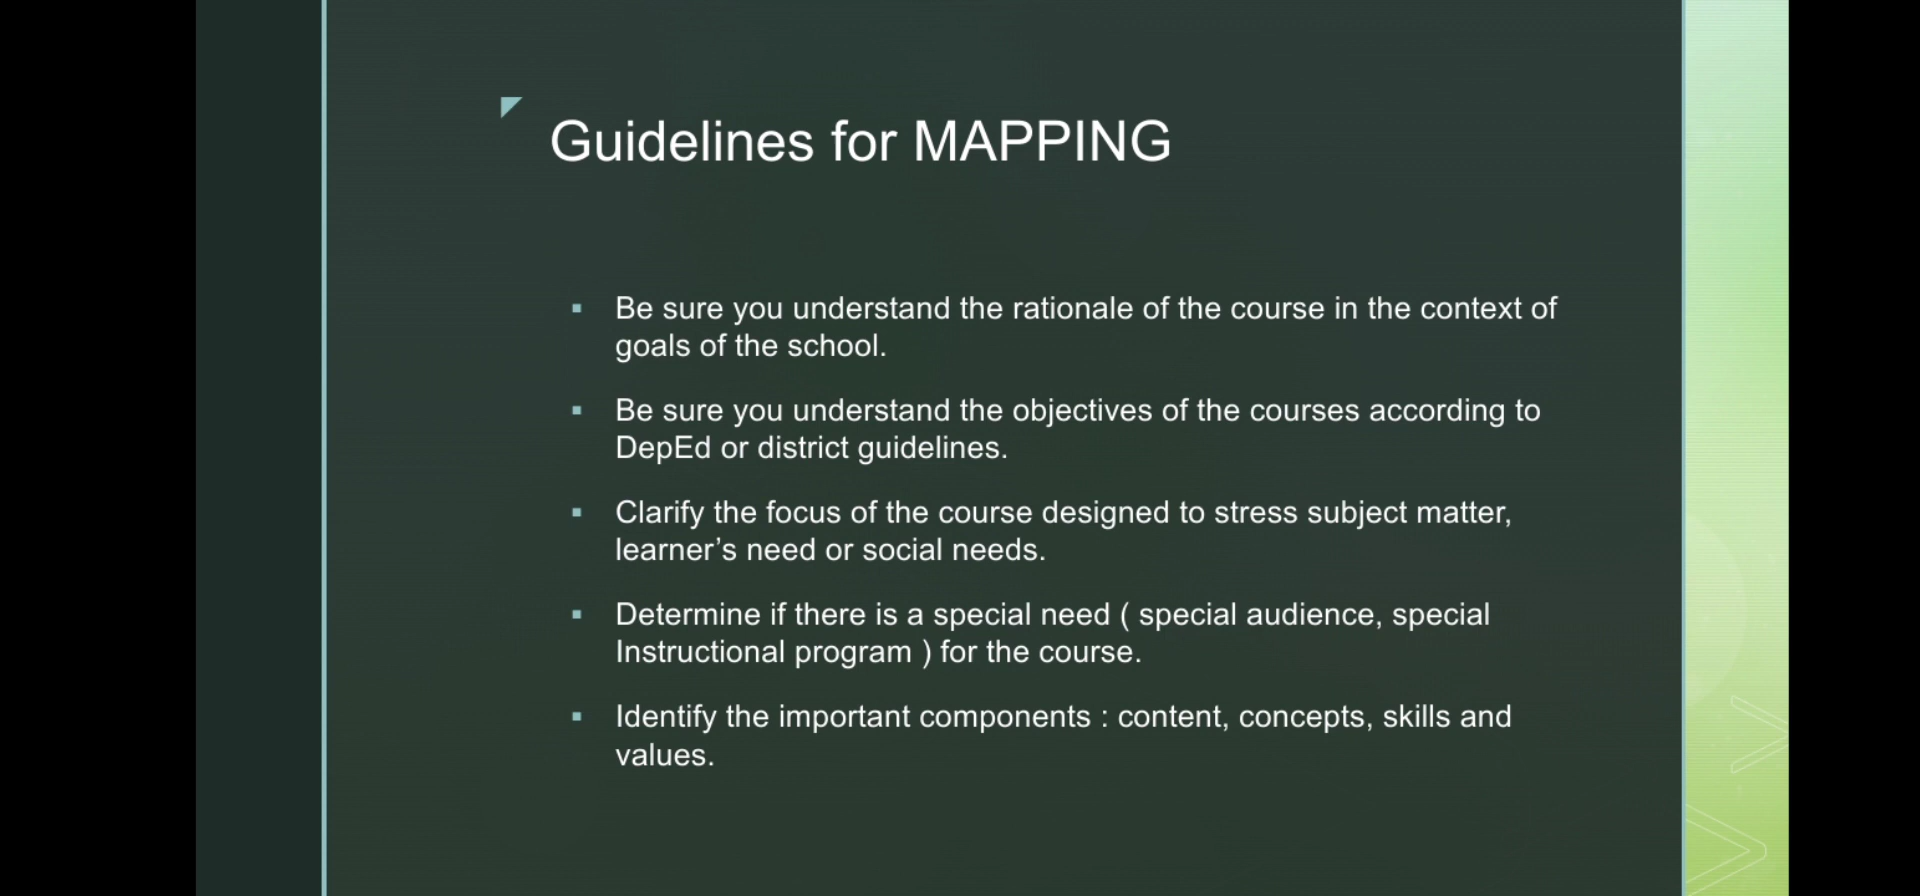 Guidelines for MAPPING
Be sure you understand the rationale of the course in the context of
goals of the school.
Be sure you understand the objectives of the courses according to
DepEd or district guidelines.
Clarify the focus of the course designed to stress subject matter,
learner’s need or social needs.
Determine if there is a special need ( special audience, special
Instructional program ) for the course.
Identify the important components : content, concepts, skills and
values.